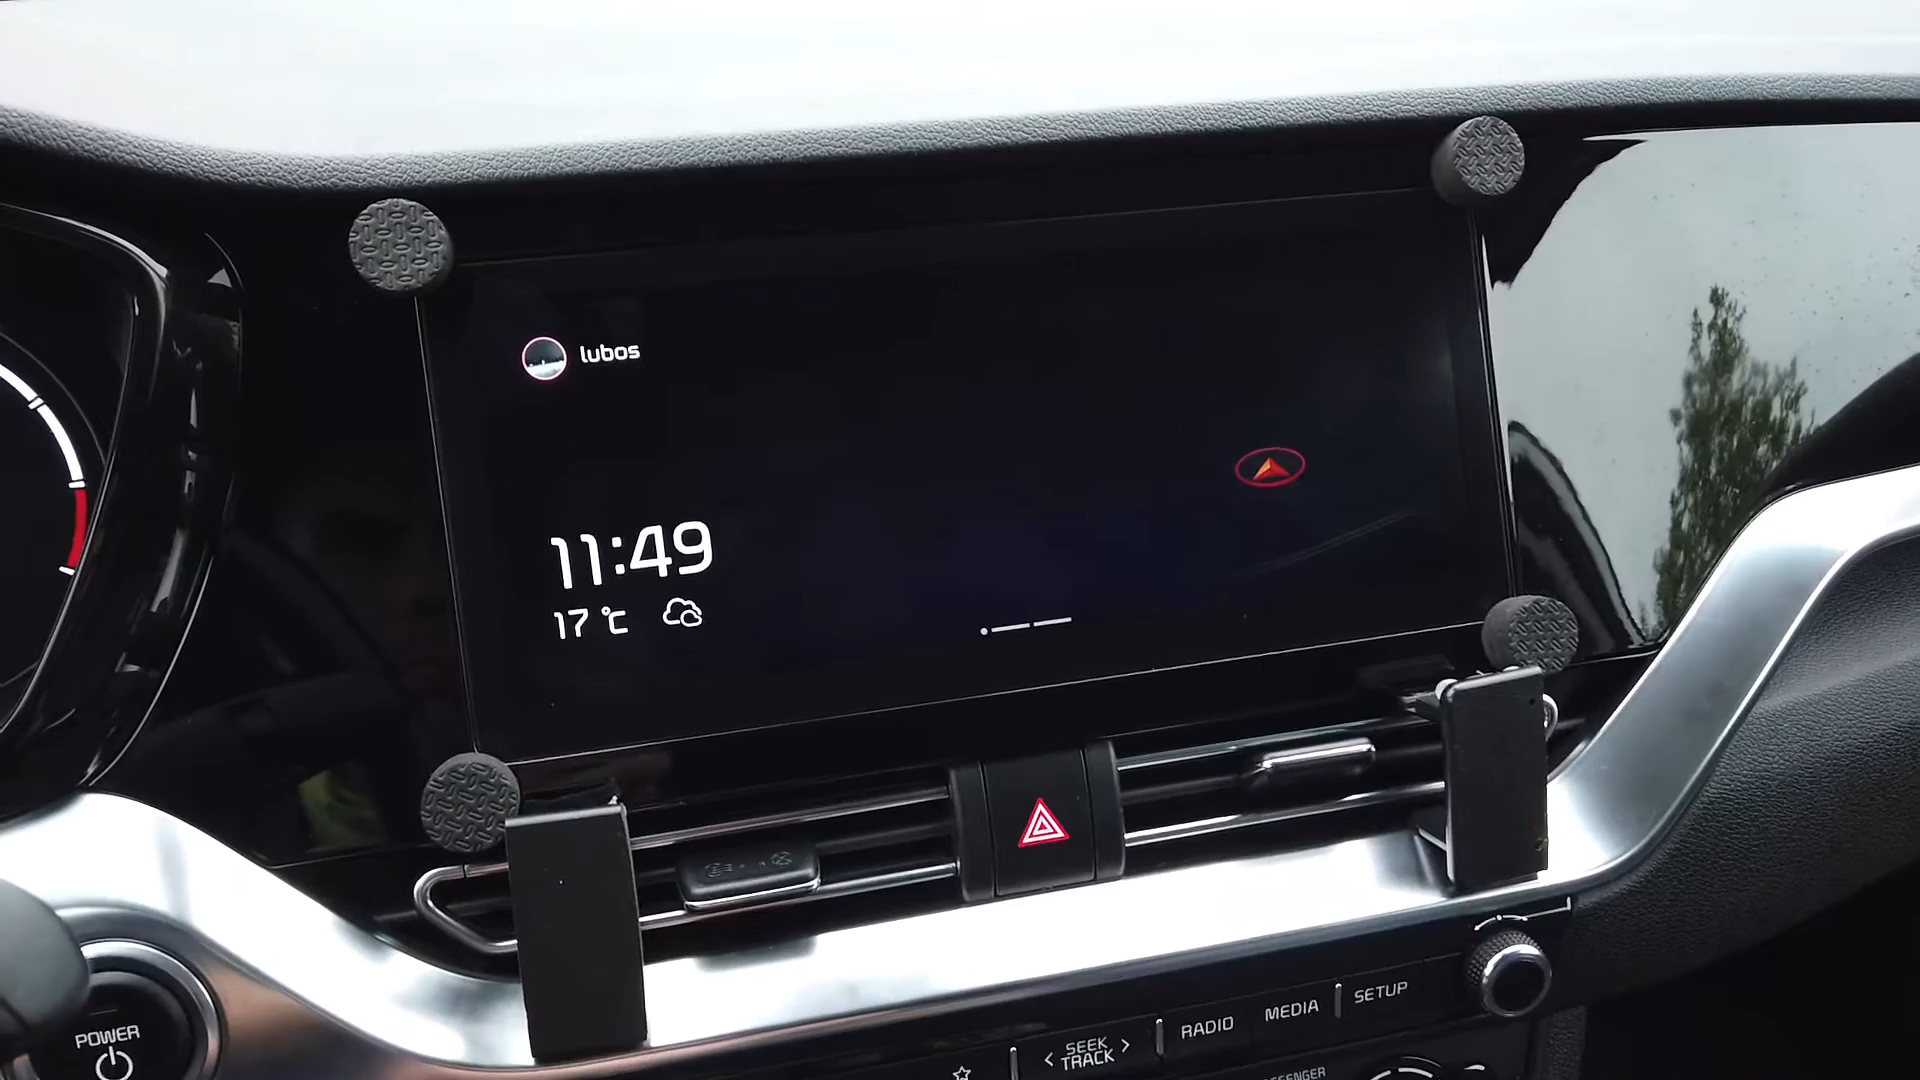 lubos
11:49
17 °C
POWER
< SEEK TRACK >
RADIO
MEDIA
SETUP